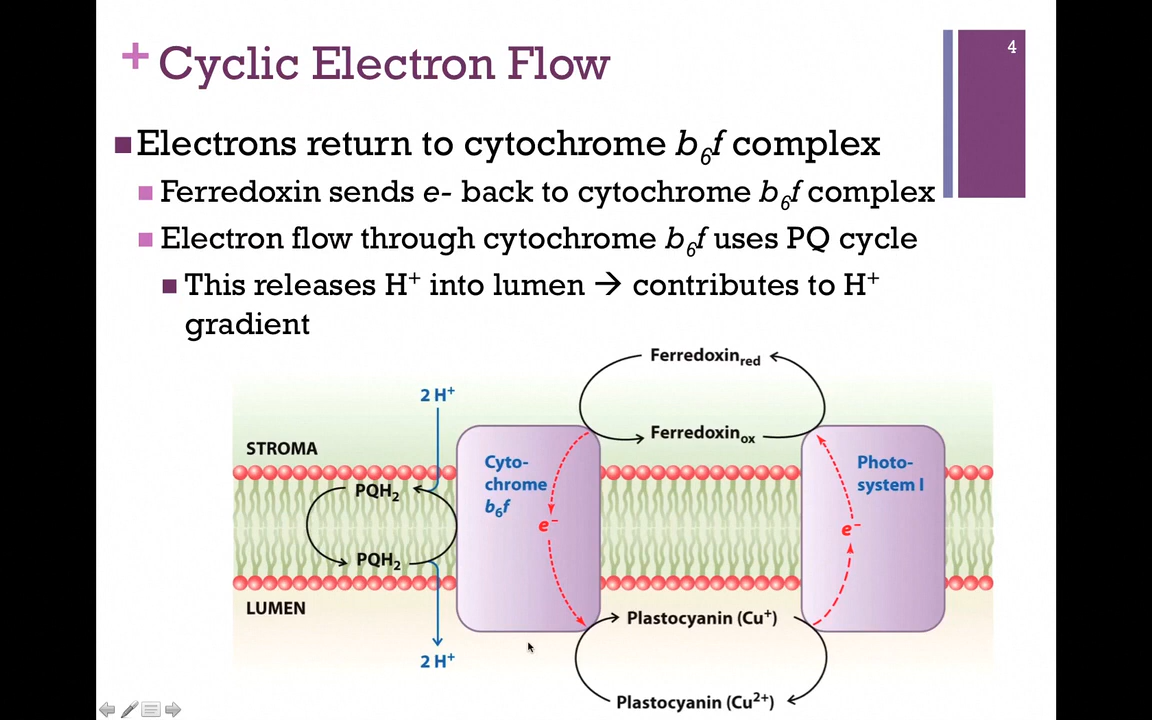 4
+ Cyclic Electron Flow
■ Electrons return to cytochrome b₆f complex
■ Ferredoxin sends e- back to cytochrome b₆f complex
■ Electron flow through cytochrome b₆f uses PQ cycle
■ This releases H⁺ into lumen → contributes to H⁺
gradient
Ferredoxin_red
2 H⁺
Ferredoxin_ox
STROMA
Cyto-
chrome
b₆f
Photo-
system I
PQH₂
e⁻
e⁻
PQH₂
LUMEN
Plastocyanin (Cu⁺)
2 H⁺
Plastocyanin (Cu²⁺)